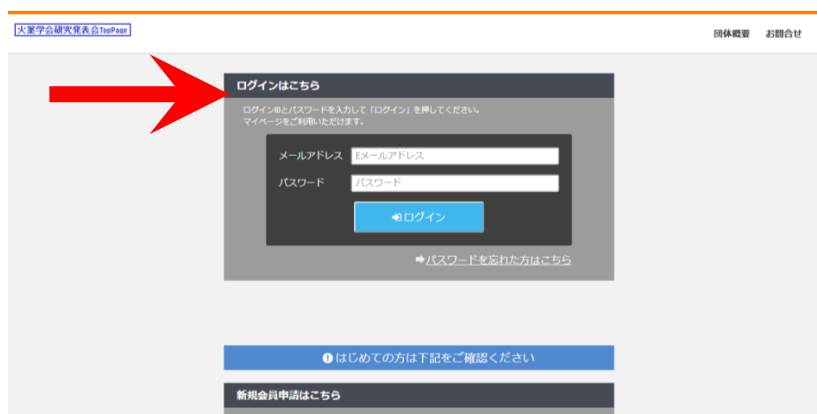 火薬学会研究発表会TopPage
団体概要 お問合せ
ログインはこちら
ログインIDとパスワードを入力して「ログイン」を押してください。
マイページをご利用いただけます。
メールアドレス Eメールアドレス
パスワード パスワード
ログイン
パスワードを忘れた方はこちら
はじめての方は下記をご確認ください
新規会員申請はこちら